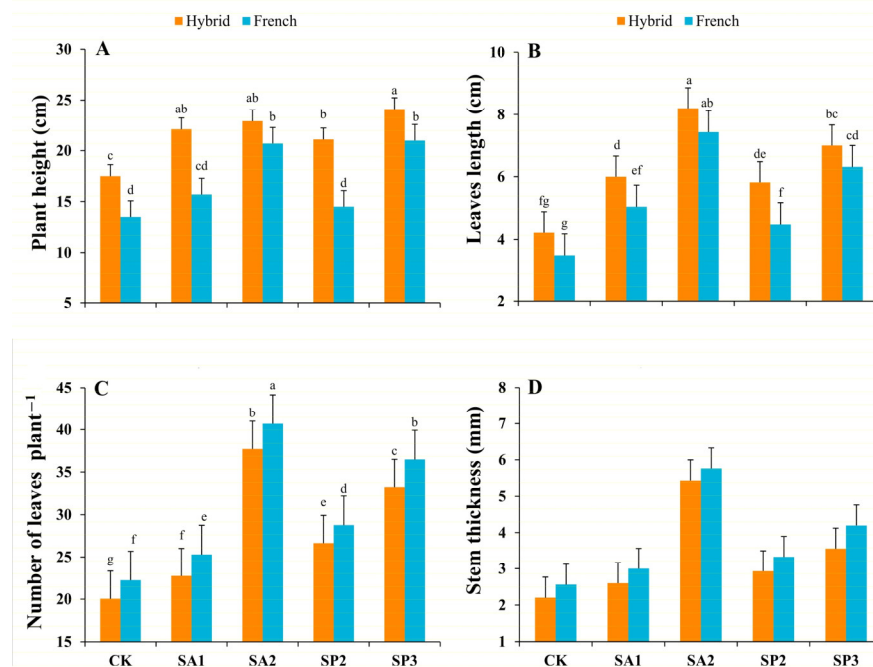 Hybrid French
A
Plant height (cm)
30
25
20
15
10
5
c d ab cd ab b b d a b
Hybrid French
B
Leaves length (cm)
10
8
6
4
2
fg g d ef a ab de f bc cd
C
Number of leaves plant⁻¹
45
40
35
30
25
20
15
g f f e b a e d c b
CK SA1 SA2 SP2 SP3
D
Stem thickness (mm)
8
7
6
5
4
3
2
1
CK SA1 SA2 SP2 SP3